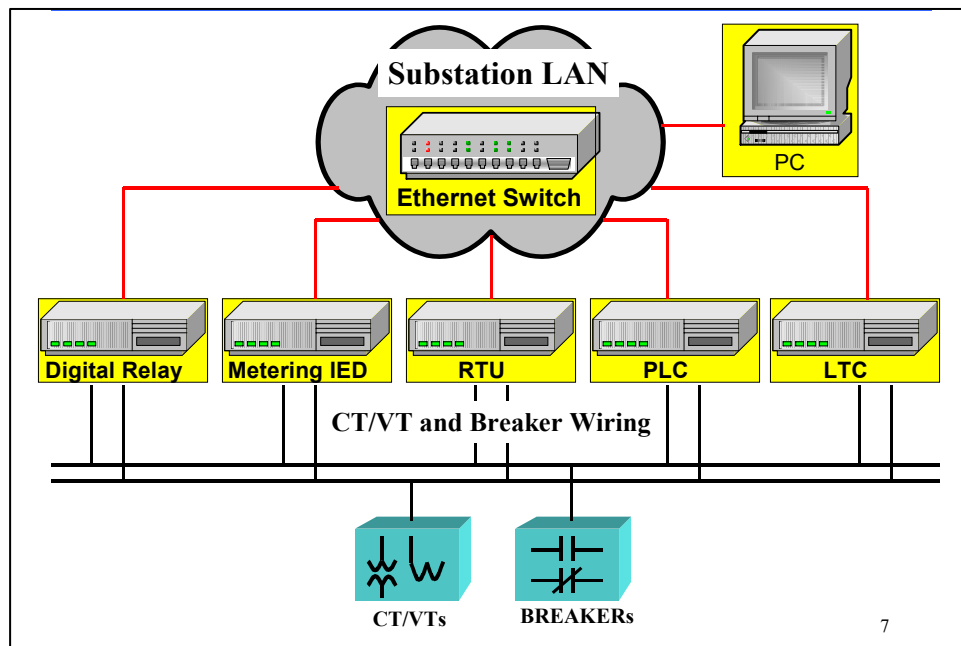 Substation LAN
Ethernet Switch
PC
Digital Relay
Metering IED
RTU
PLC
LTC
CT/VT and Breaker Wiring
CT/VTs
BREAKERs
7